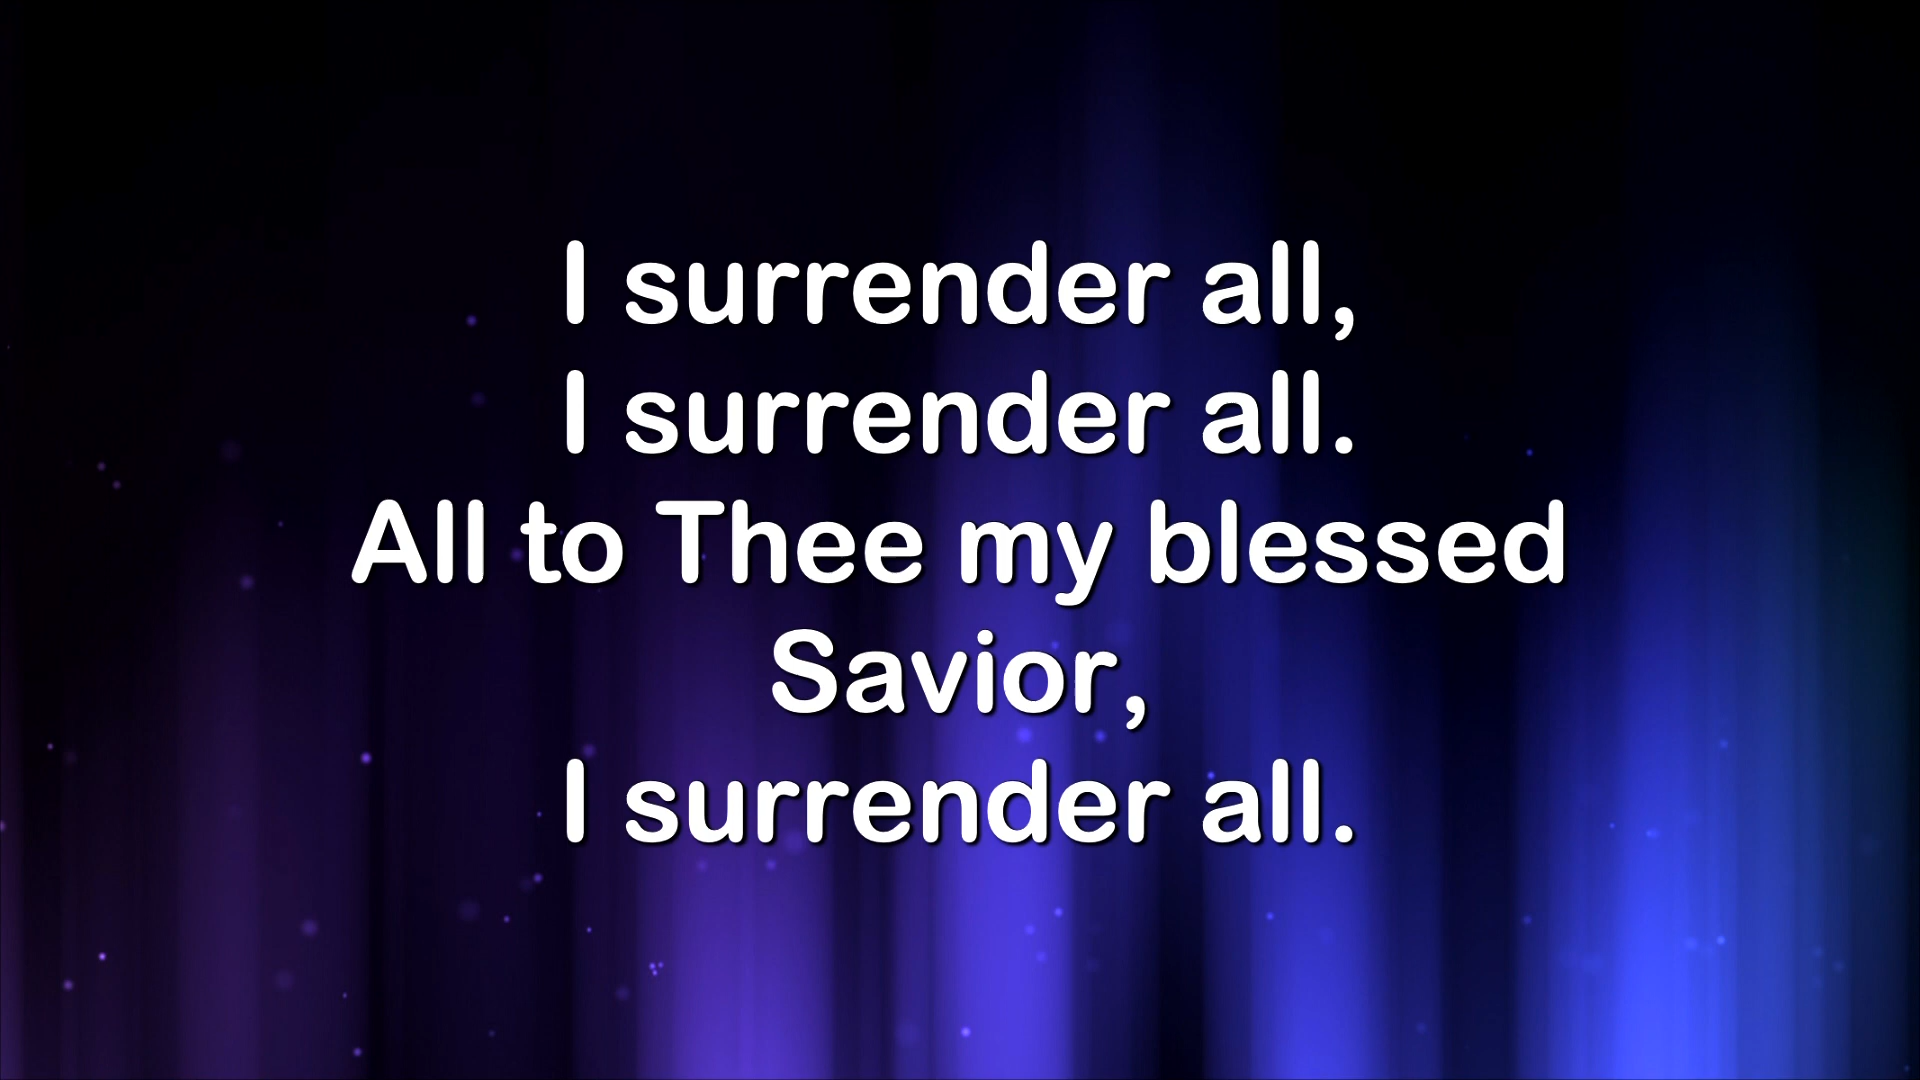 I surrender all,
I surrender all.
All to Thee my blessed
Savior,
I surrender all.